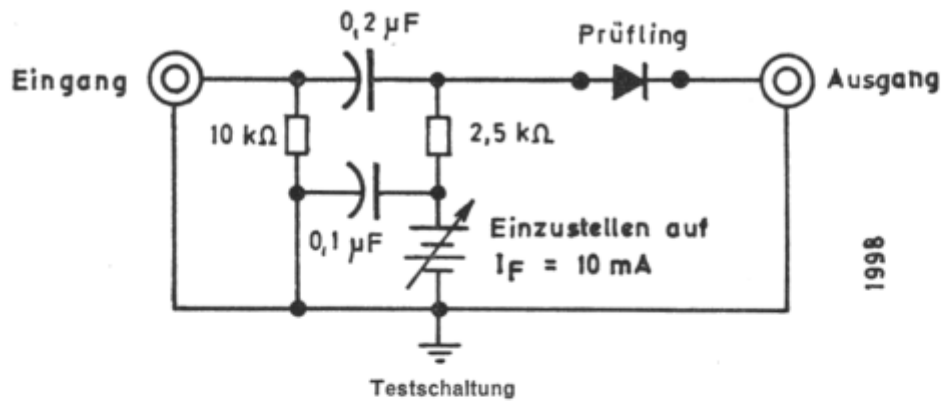 0,2 µF
Prüfling
Eingang
Ausgang
10 kΩ
2,5 kΩ
0,1 µF
Einzustellen auf
IF = 10 mA
1998
Testschaltung